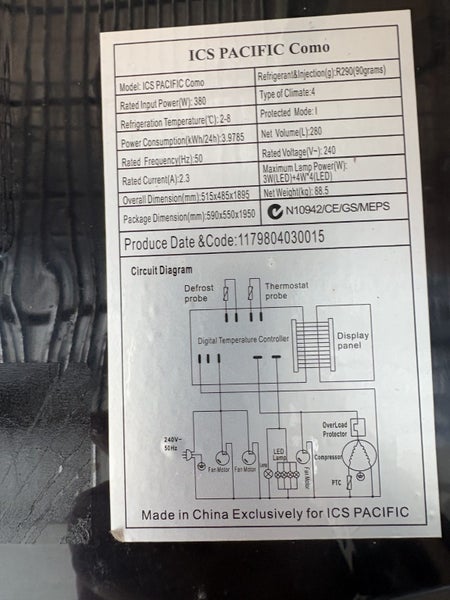 ICS PACIFIC Como
Model: ICS PACIFIC Como
Refrigerant&Injection(g):R290(90grams)
Rated Input Power(W): 380
Type of Climate:4
Refrigeration Temperature(℃): 2-8
Protected Mode: I
Power Consumption(kWh/24h):3.9785
Net Volume(L):280
Rated Frequency(Hz):50
Rated Voltage(V~): 240
Rated Current(A):2.3
Maximum Lamp Power(W):
3W(LED)+4W*4(LED)
Overall Dimension(mm):515x485x1895
Net Weight(kg): 88.5
Package Dimension(mm):590x550x1950
N10942/CE/GS/MEPS
Produce Date &Code:1179804030015
Circuit Diagram
Defrost
probe
Thermostat
probe
Digital Temperature Controller
Display
panel
OverLoad
Protector
240V~
50Hz
Fan Motor
Fan Motor
Lamp
LED
Lamp
Fan Motor
Compressor
PTC
Made in China Exclusively for ICS PACIFIC